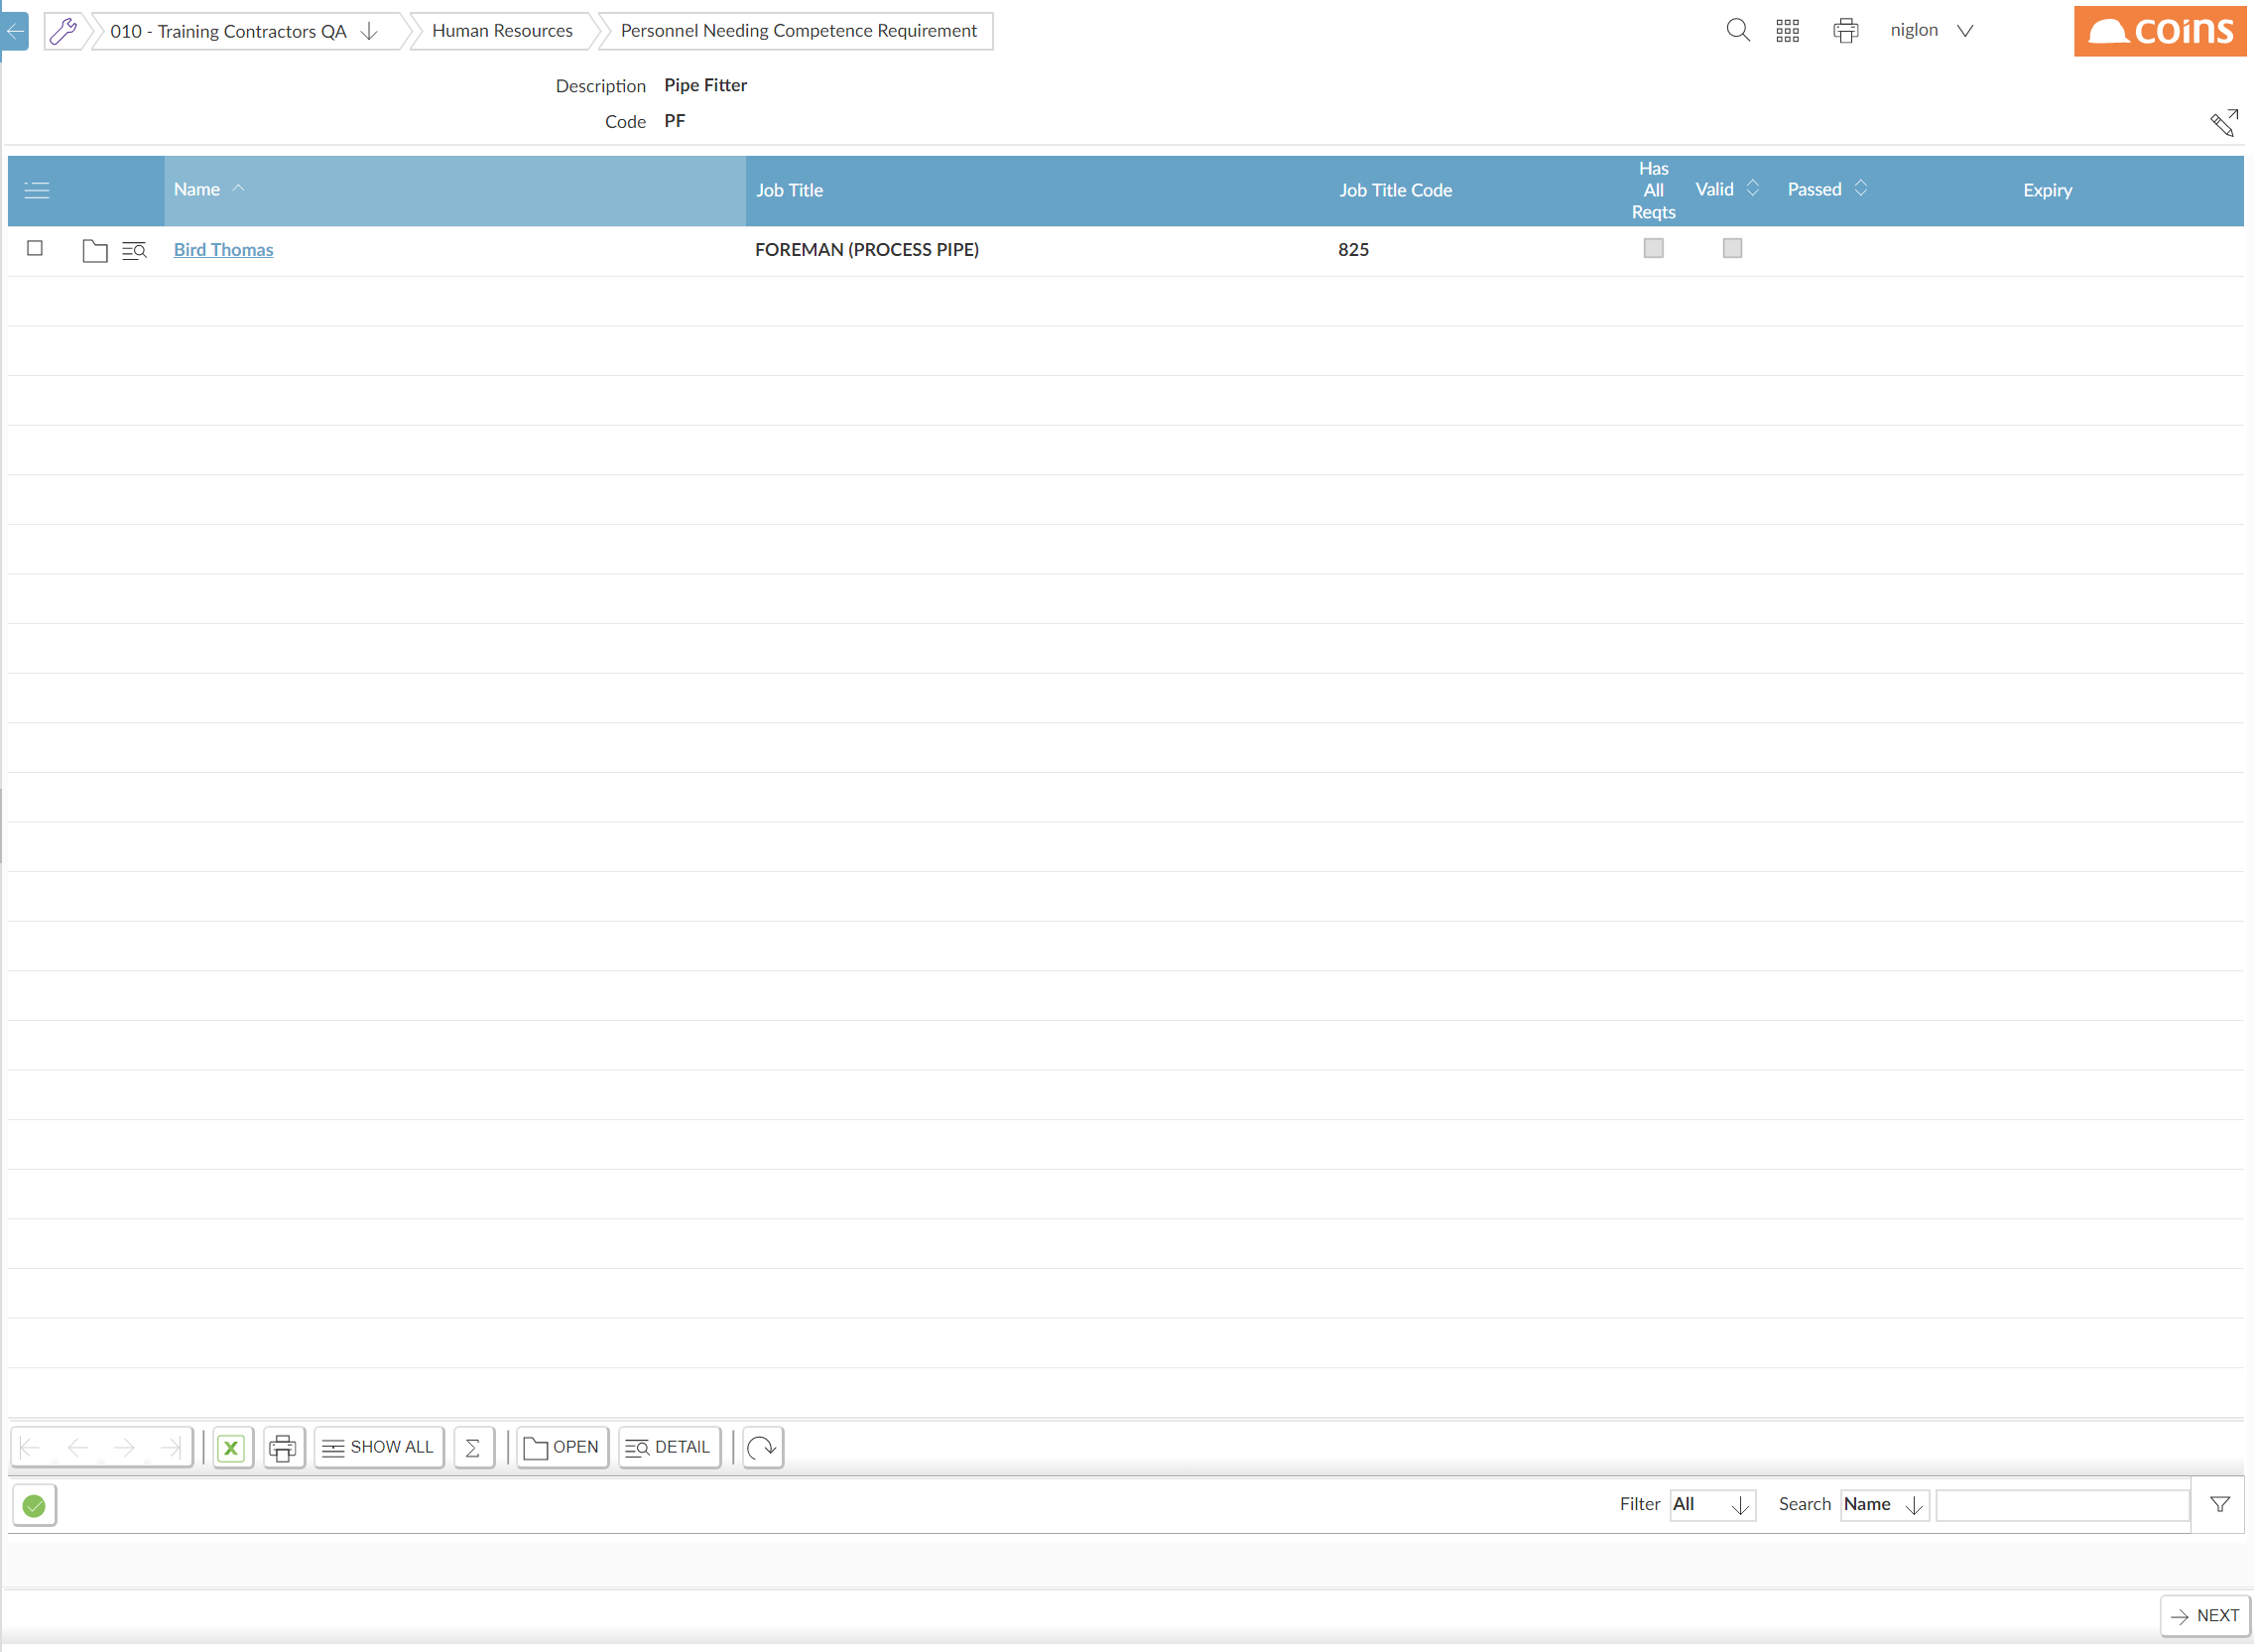 010 - Training Contractors QA
Human Resources
Personnel Needing Competence Requirement
niglon
coins
Description Pipe Fitter
Code PF
Name
Job Title
Job Title Code
Has All Reqts
Valid
Passed
Expiry
Bird Thomas
FOREMAN (PROCESS PIPE)
825
X
SHOW ALL
Σ
OPEN
DETAIL
Filter All
Search Name
NEXT